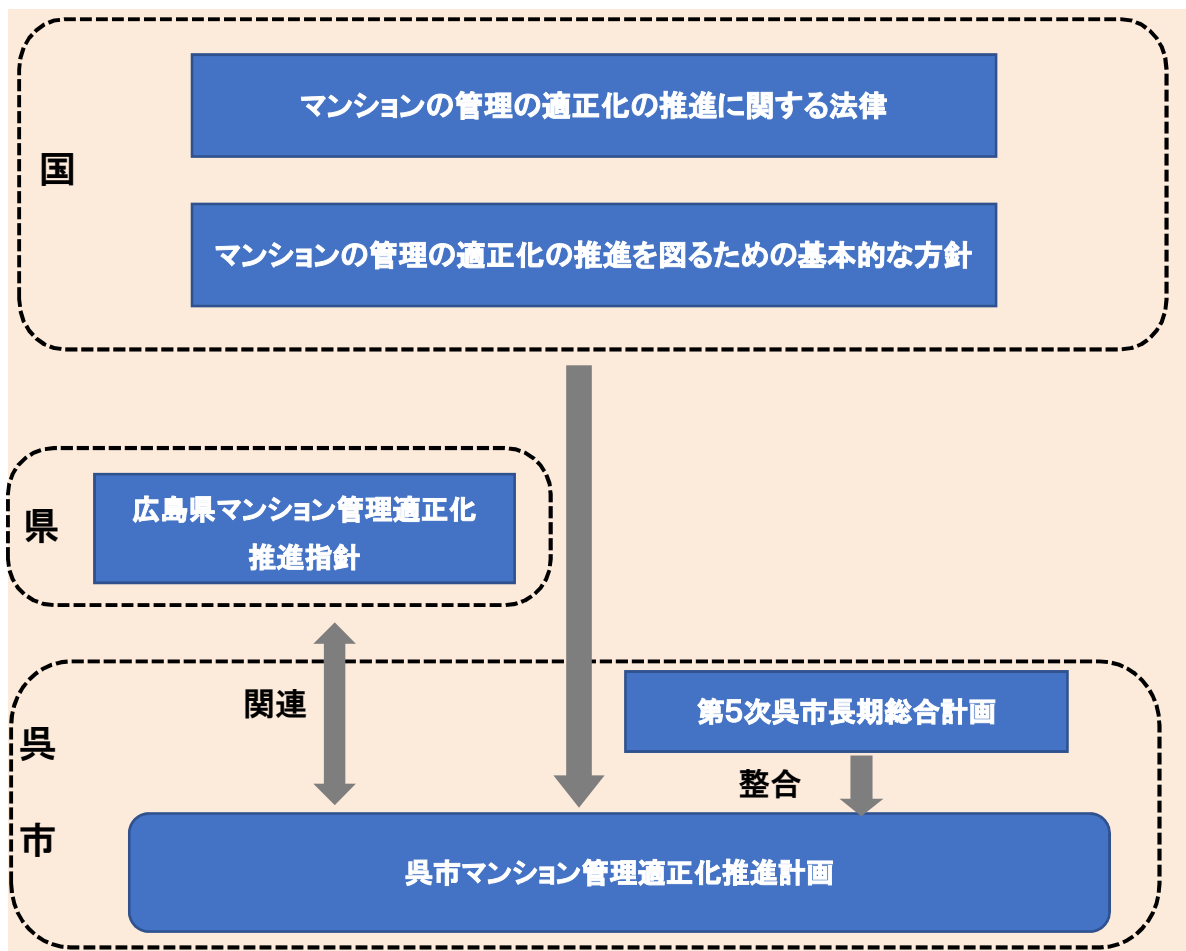 国
マンションの管理の適正化の推進に関する法律
マンションの管理の適正化の推進を図るための基本的な方針
県
広島県マンション管理適正化
推進指針
関連
第5次呉市長期総合計画
整合
呉
市
呉市マンション管理適正化推進計画